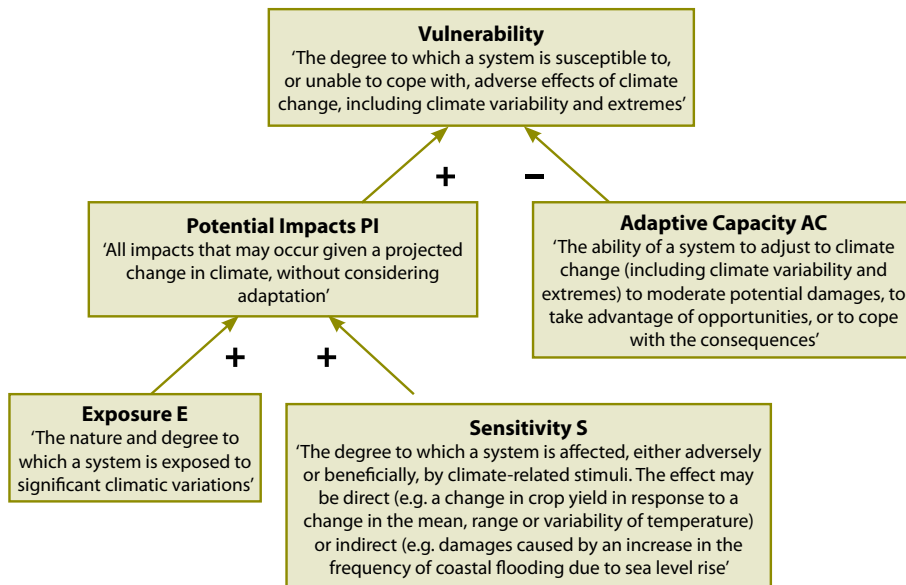 Vulnerability
‘The degree to which a system is susceptible to,
or unable to cope with, adverse effects of climate
change, including climate variability and extremes’
+
−
Potential Impacts PI
‘All impacts that may occur given a projected
change in climate, without considering
adaptation’
Adaptive Capacity AC
‘The ability of a system to adjust to climate
change (including climate variability and
extremes) to moderate potential damages, to
take advantage of opportunities, or to cope
with the consequences’
+
+
Exposure E
‘The nature and degree to
which a system is exposed to
significant climatic variations’
Sensitivity S
‘The degree to which a system is affected, either adversely
or beneficially, by climate-related stimuli. The effect may
be direct (e.g. a change in crop yield in response to a
change in the mean, range or variability of temperature)
or indirect (e.g. damages caused by an increase in the
frequency of coastal flooding due to sea level rise’